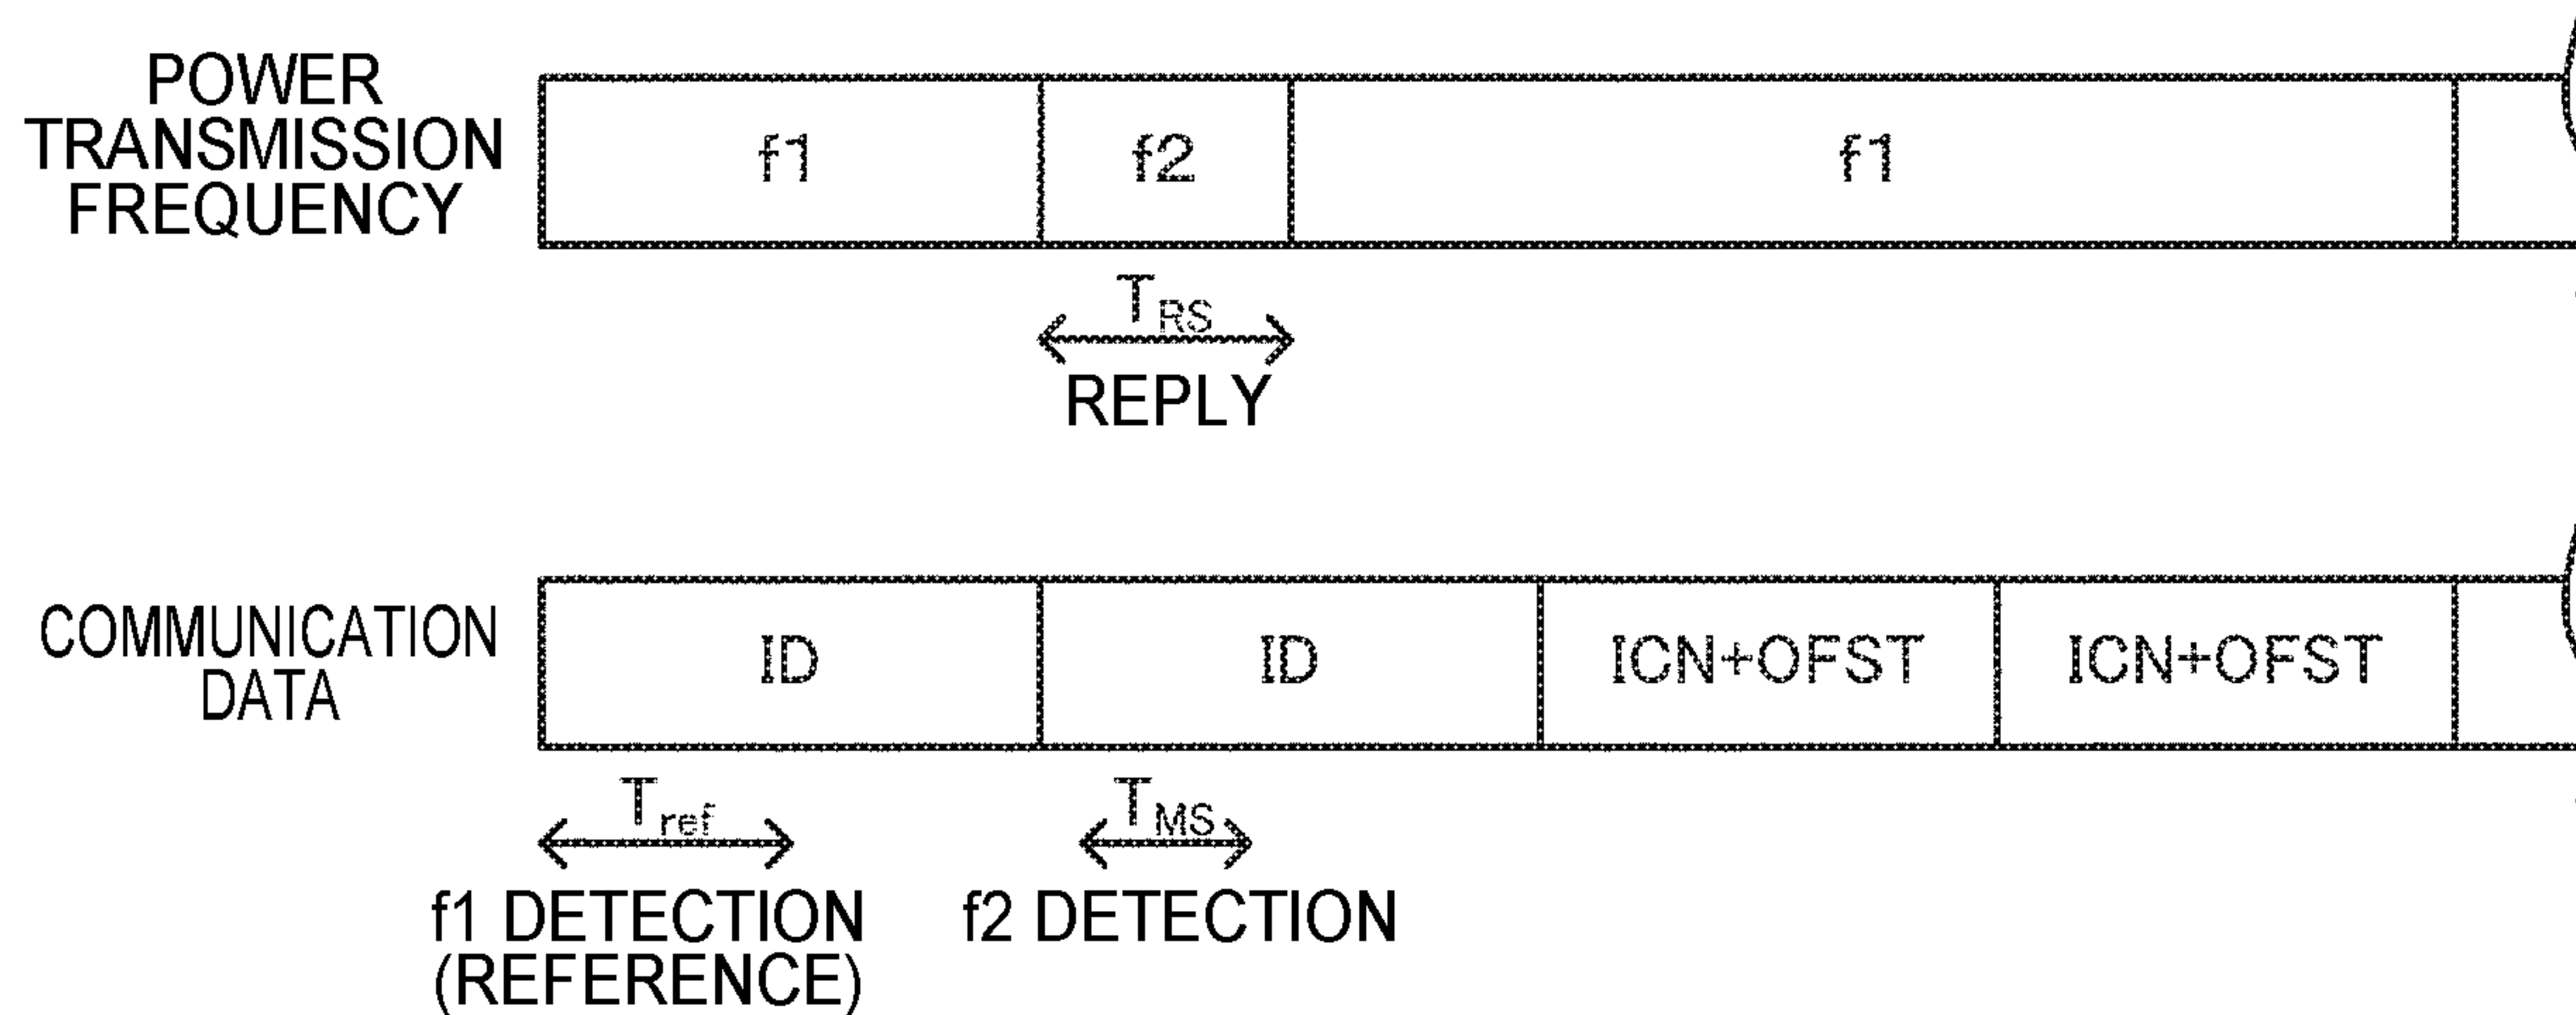 POWER
TRANSMISSION
FREQUENCY
f1 f2 f1
TRS
REPLY
COMMUNICATION
DATA
ID ID ICN+OFST ICN+OFST
Tref TMS
f1 DETECTION f2 DETECTION
(REFERENCE)